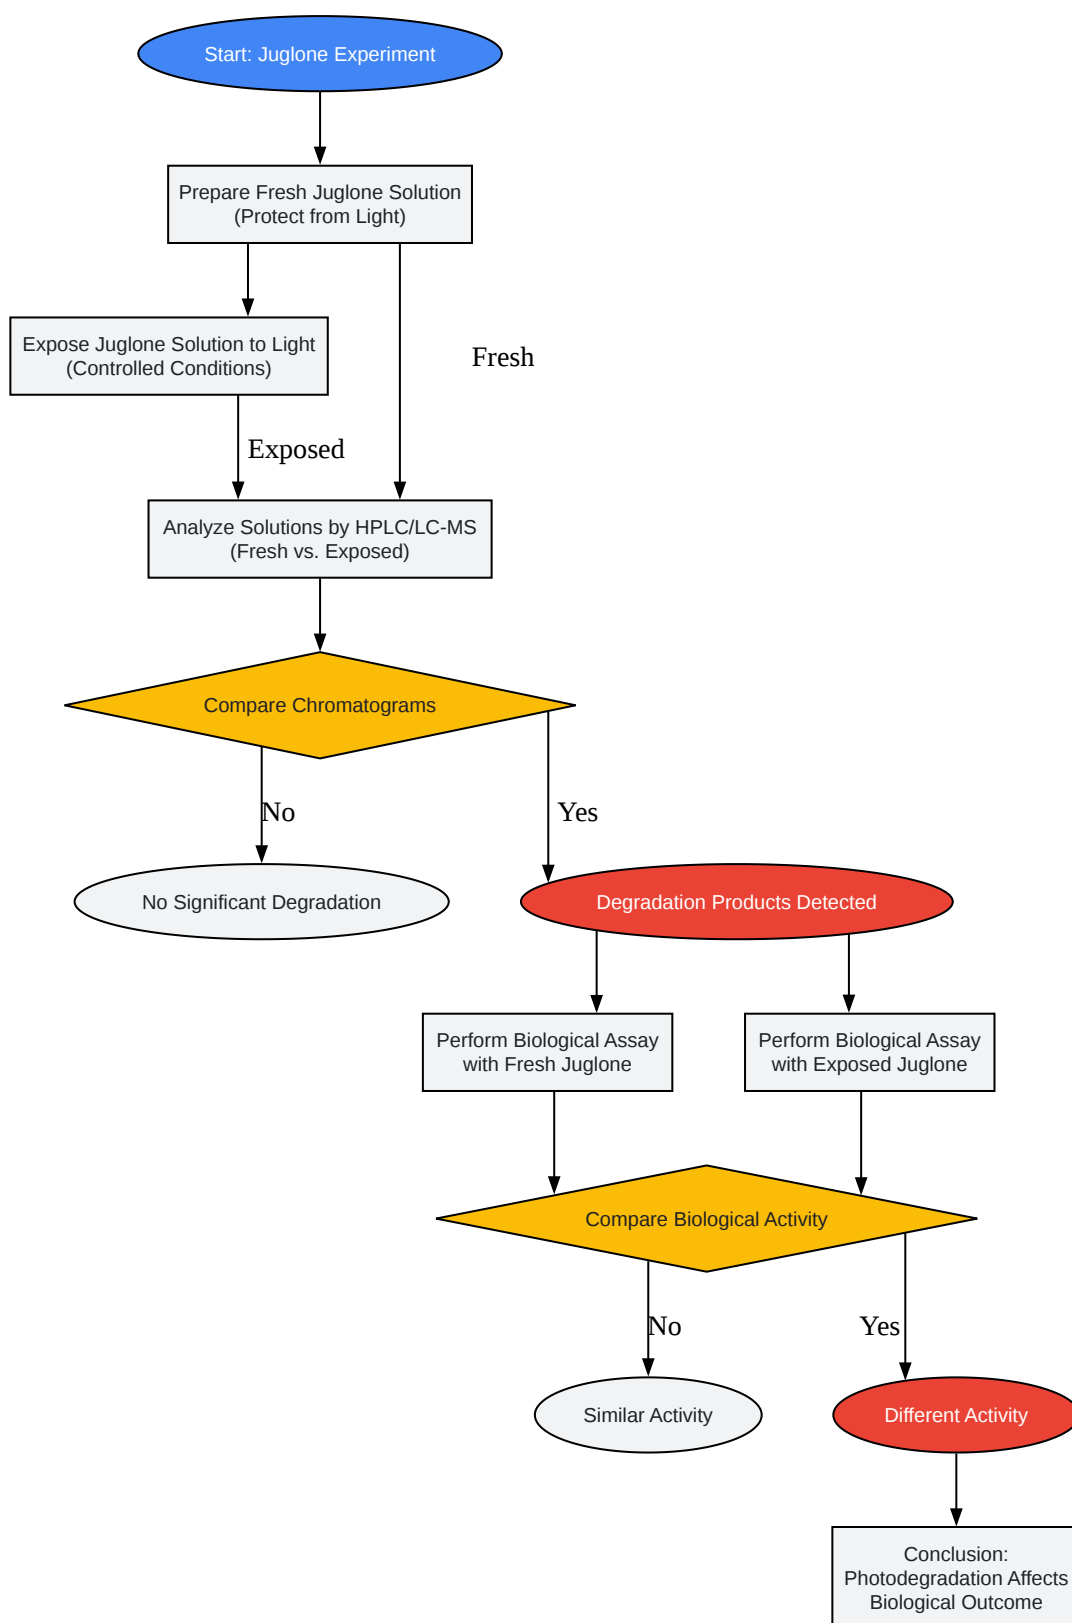 Start: Juglone Experiment
Prepare Fresh Juglone Solution
(Protect from Light)
Expose Juglone Solution to Light
(Controlled Conditions)
Fresh
Exposed
Analyze Solutions by HPLC/LC-MS
(Fresh vs. Exposed)
Compare Chromatograms
No
Yes
No Significant Degradation
Degradation Products Detected
Perform Biological Assay
with Fresh Juglone
Perform Biological Assay
with Exposed Juglone
Compare Biological Activity
No
Yes
Similar Activity
Different Activity
Conclusion:
Photodegradation Affects
Biological Outcome